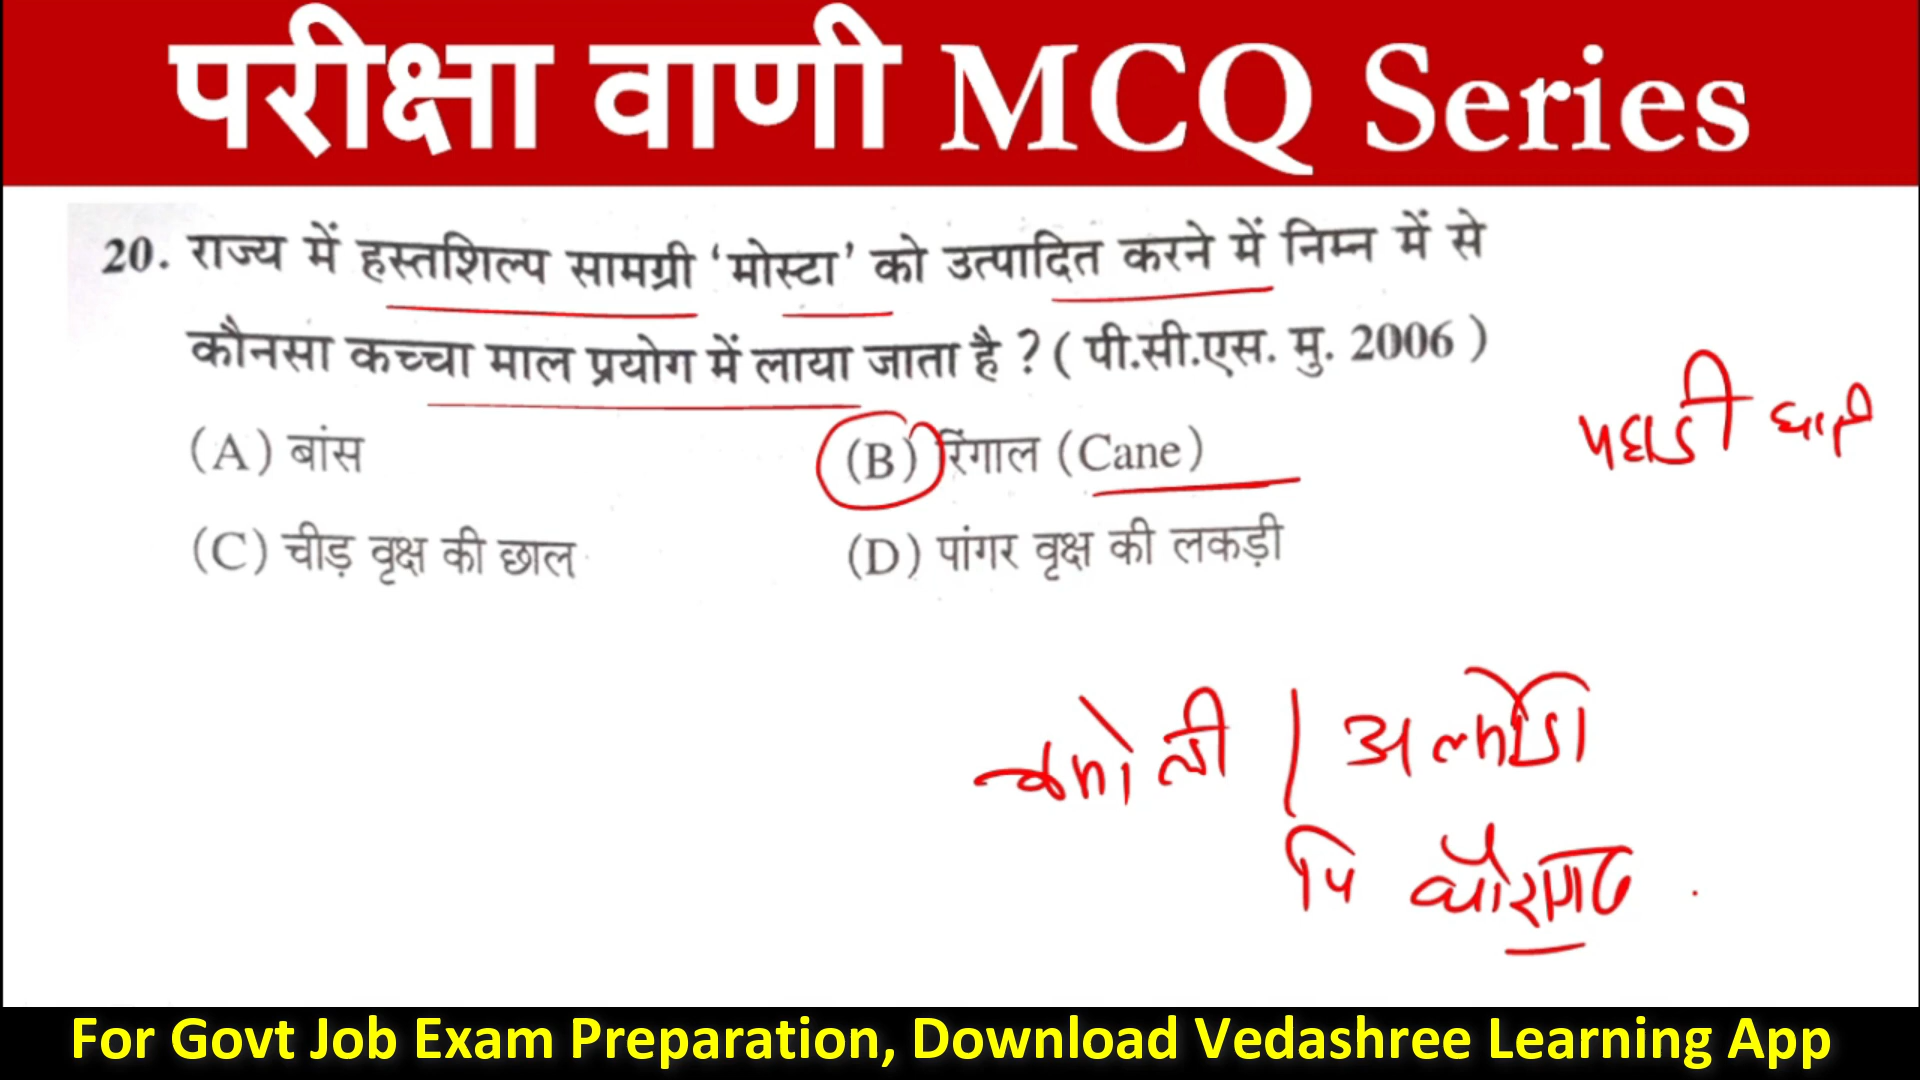 परीक्षा वाणी MCQ Series
20. राज्य में हस्तशिल्प सामग्री ‘मोस्टा’ को उत्पादित करने में निम्न में से
कौनसा कच्चा माल प्रयोग में लाया जाता है ? ( पी.सी.एस. मु. 2006 )
(A) बांस
(B) रिंगाल (Cane)
पहाडी
(C) चीड़ वृक्ष की छाल
(D) पांगर वृक्ष की लकड़ी
For Govt Job Exam Preparation, Download Vedashree Learning App